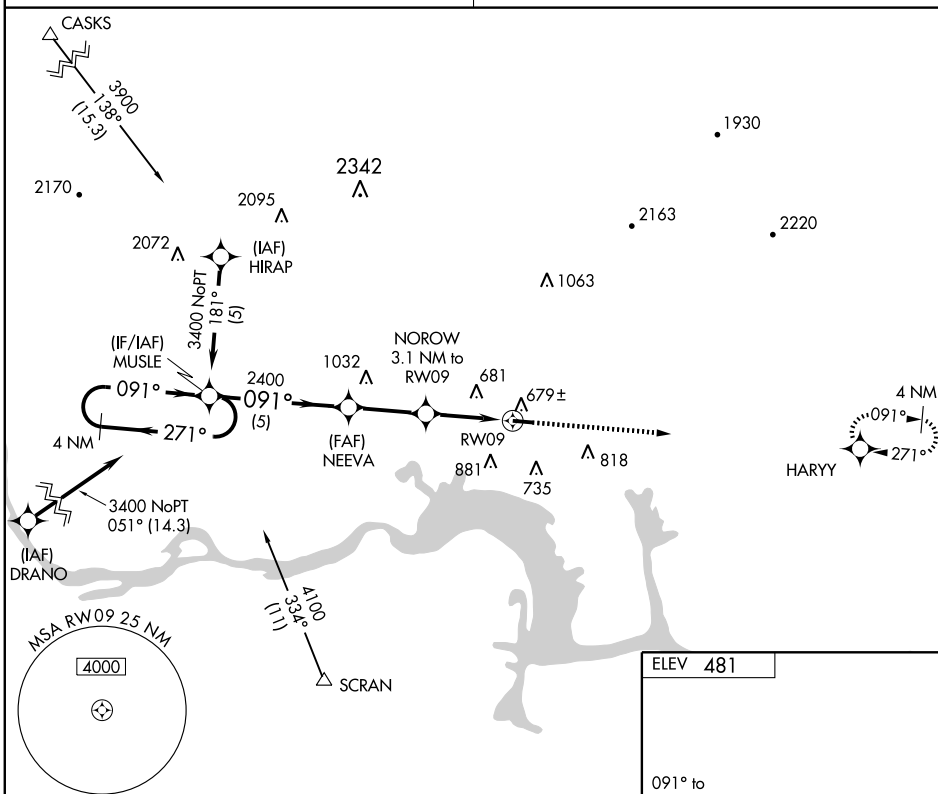 CASKS
3900
138°
(15.3)
1930
2342
2170
2095
2163
2220
2072
(IAF)
HIRAP
1063
3400 NoPT
181°
(5)
(IF/IAF)
MUSLE
NOROW
3.1 NM to
RW09
2400
091°
091°
(5)
1032
681
679±
4 NM
091°
271°
4 NM
271°
(FAF)
NEEVA
RW09
HARYY
881
735
818
3400 NoPT
051° (14.3)
(IAF)
DRANO
4100
334°
(11)
MSA RW09 25 NM
4000
SCRAN
ELEV 481
091° to